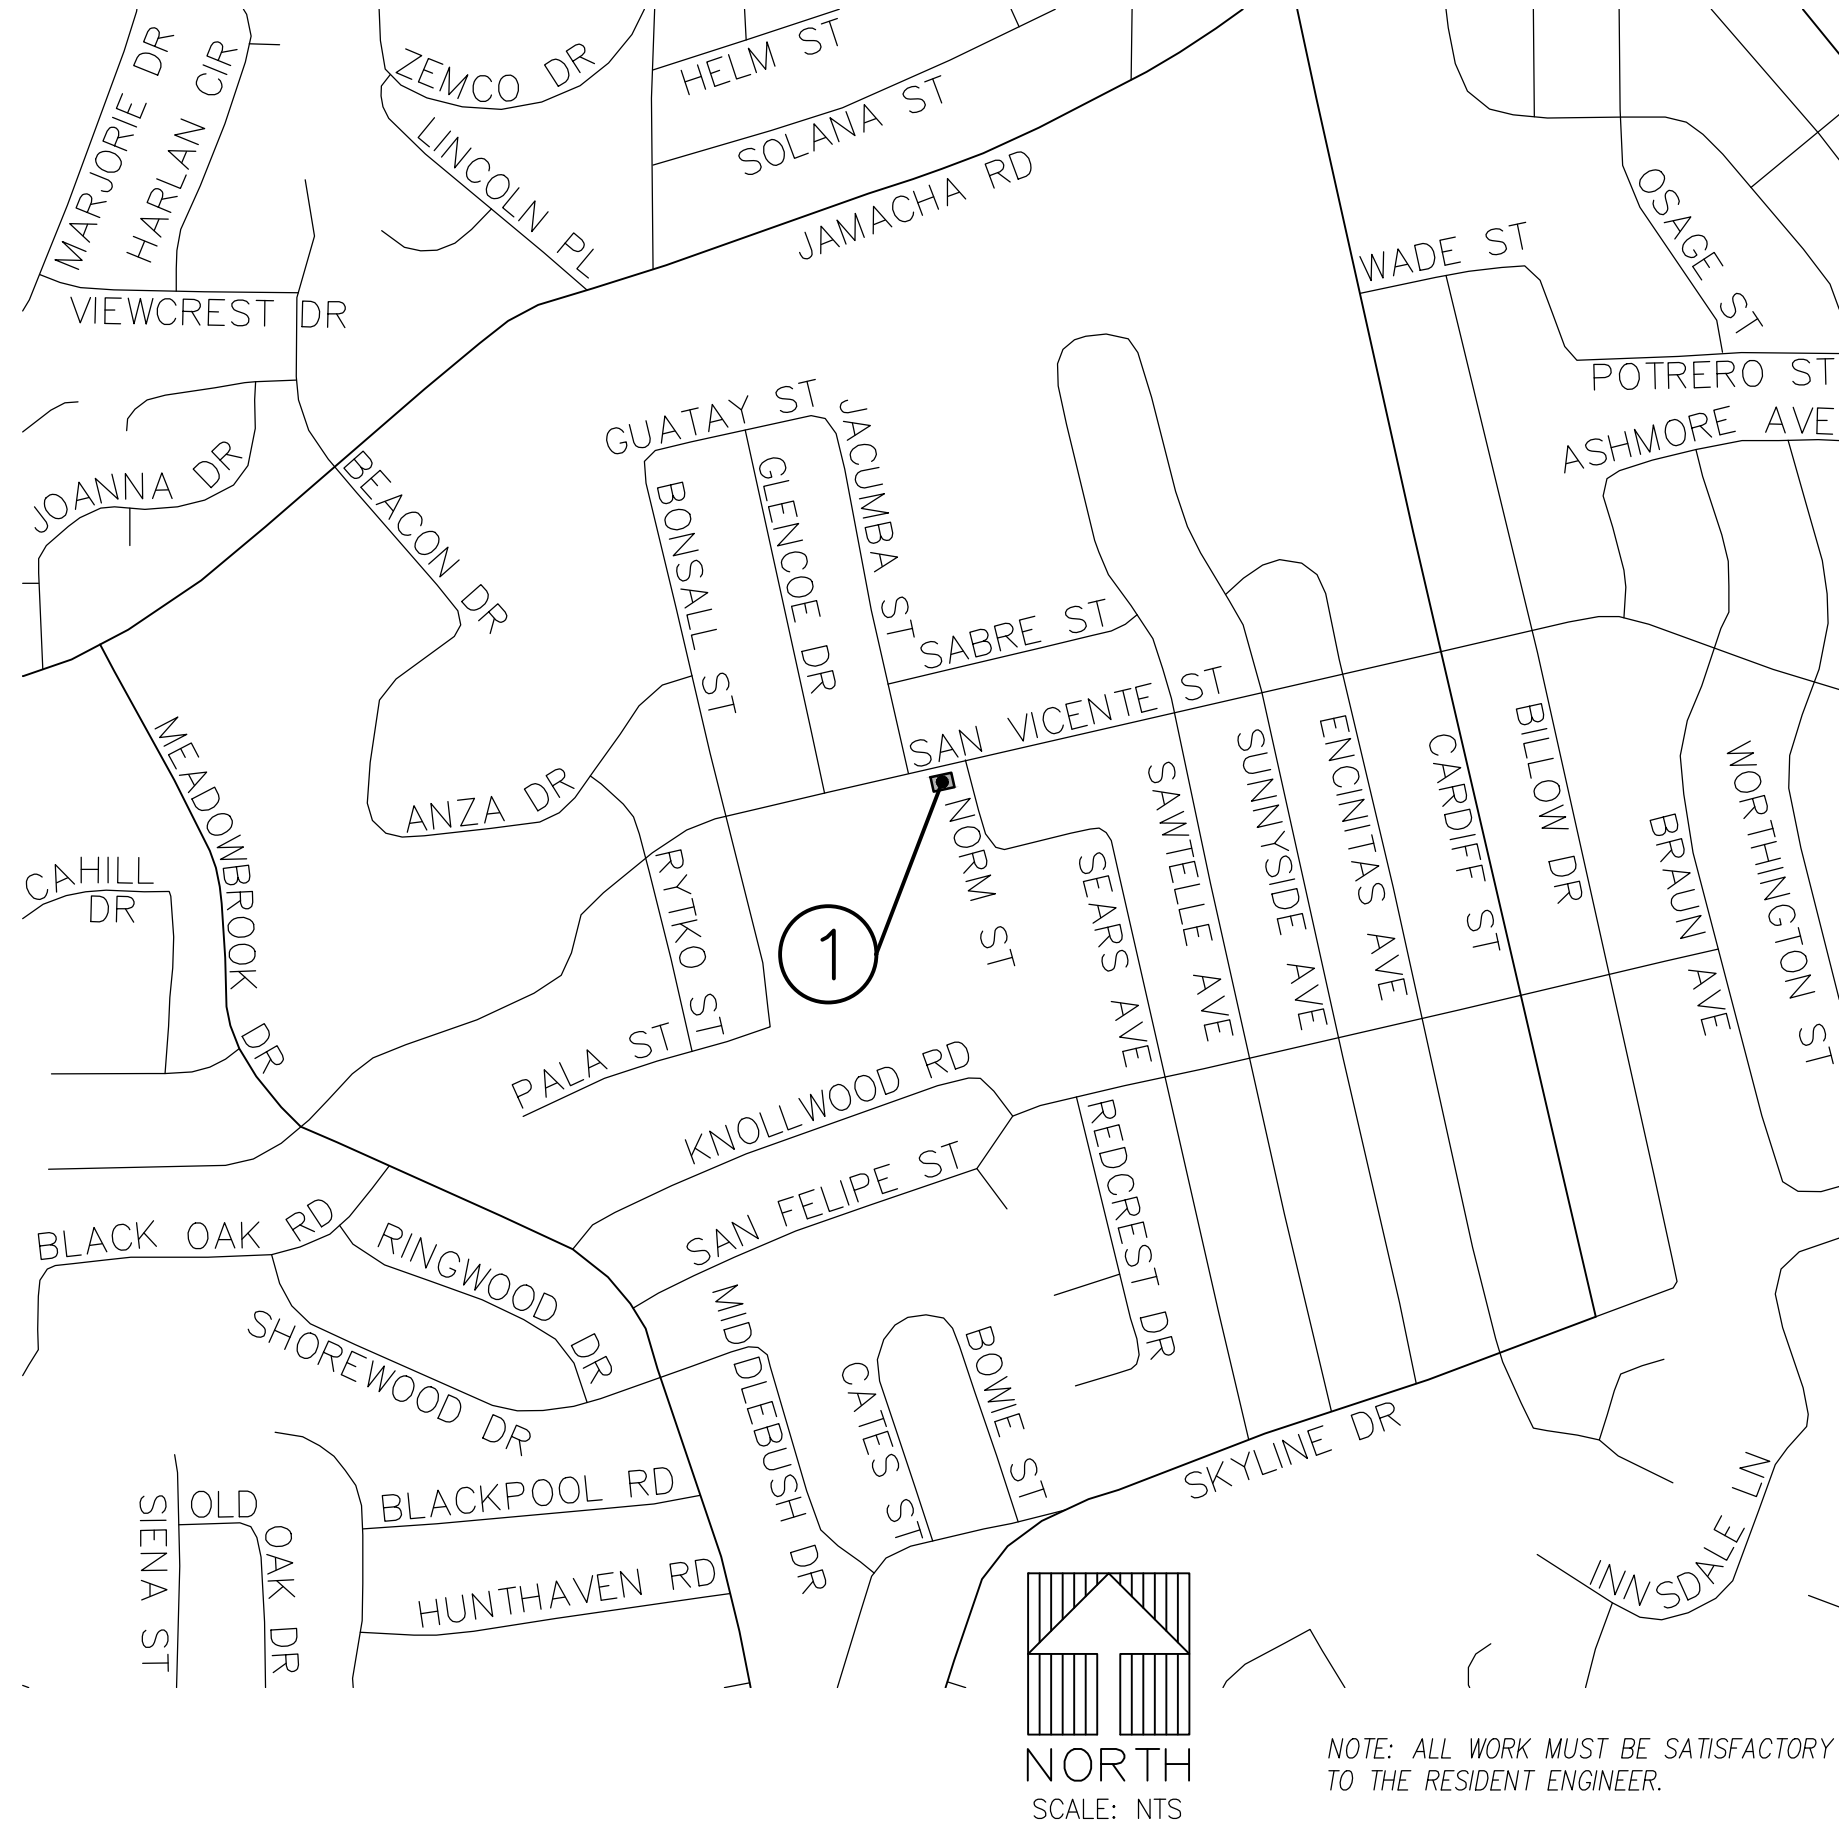 MARJORIE DR
HARLAN CIR
ZEMCO DR
HELM ST
SOLANA ST
LINCOLN PL
JAMACHA RD
OSAGE ST
WADE ST
VIEWCREST DR
POTRERO ST
ASHMORE AVE
GUATAY ST
JACUMBA ST
JOANNA DR
BEACON DR
BONSALL ST
GLENCOE DR
SABRE ST
SAN VICENTE ST
MEADOWBROOK DR
ANZA DR
NORM ST
SAWTELLE AVE
SUNNYSIDE AVE
ENCINITAS AVE
CARDIFF ST
BILLOW DR
BRAUN AVE
WORTHINGTON ST
CAHILL
DR
RYTKO ST
1
SEARS AVE
PALA ST
KNOLLWOOD RD
SAN FELIPE ST
REDCREST DR
BLACK OAK RD
RINGWOOD DR
SHOREWOOD DR
MIDDLEBUSH DR
CATES ST
BOWIE ST
SKYLINE DR
SIENA ST
OLD
OAK DR
BLACKPOOL RD
HUNTHAVEN RD
INNSDALE LN
NORTH
SCALE: NTS
NOTE: ALL WORK MUST BE SATISFACTORY
TO THE RESIDENT ENGINEER.